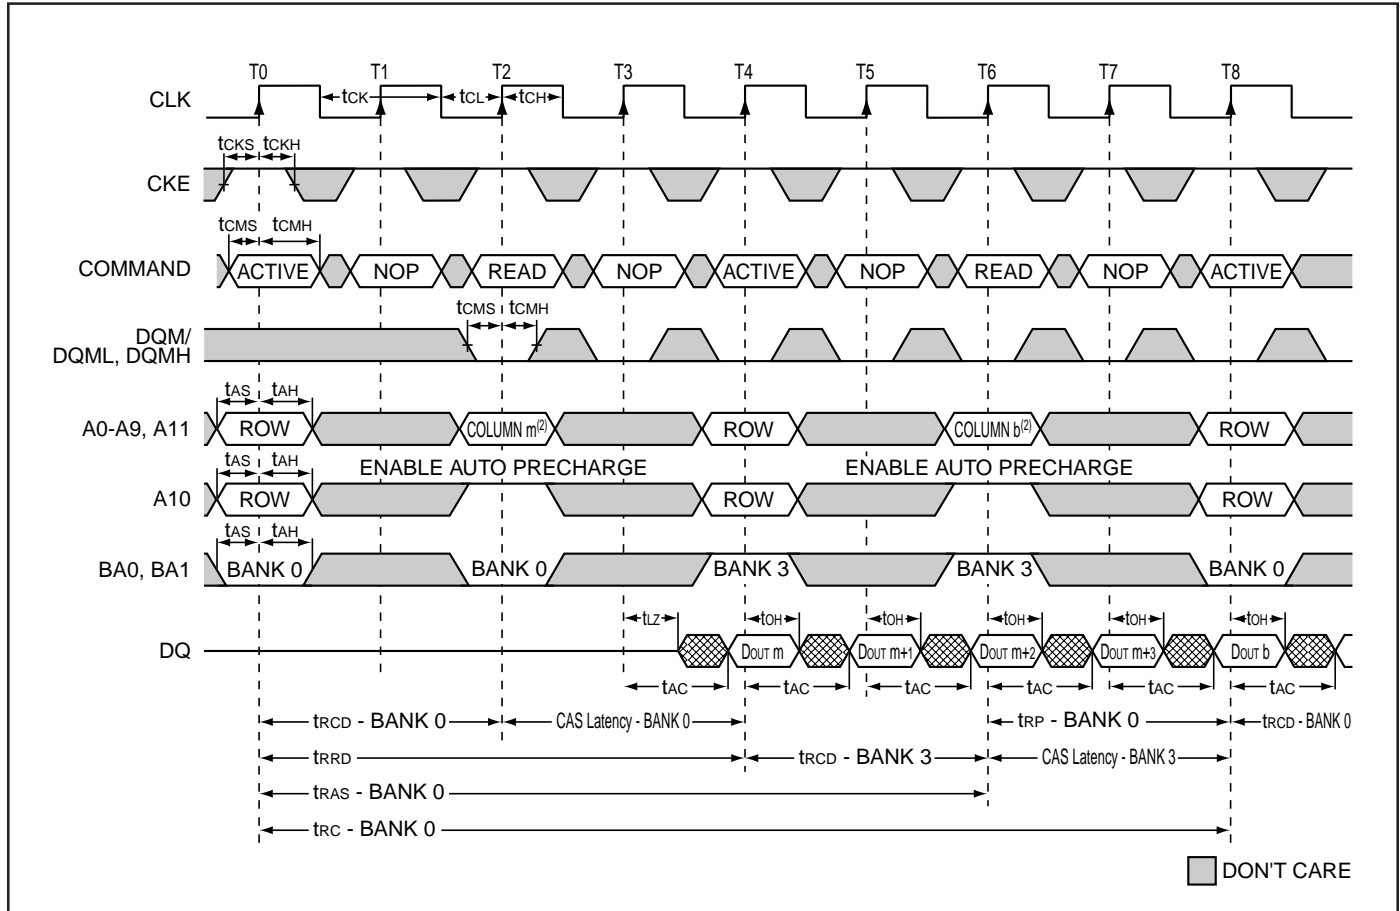 T0 T1 T2 T3 T4 T5 T6 T7 T8
CLK tCK tCL tCH
tCKS tCKH
CKE
tCMS tCMH
COMMAND ACTIVE NOP READ NOP ACTIVE NOP READ NOP ACTIVE
tCMS tCMH
DQM/
DQML, DQMH
tAS tAH
A0-A9, A11 ROW COLUMN m(2) ROW COLUMN b(2) ROW
tAS tAH ENABLE AUTO PRECHARGE ENABLE AUTO PRECHARGE
A10 ROW ROW ROW
tAS tAH
BA0, BA1 BANK 0 BANK 0 BANK 3 BANK 3 BANK 0
tLZ tOH tOH tOH tOH tOH
DQ DOUT m DOUT m+1 DOUT m+2 DOUT m+3 DOUT b
tAC tAC tAC tAC tAC tAC
tRCD - BANK 0 CAS Latency - BANK 0 tRP - BANK 0 tRCD - BANK 0
tRRD tRCD - BANK 3 CAS Latency - BANK 3
tRAS - BANK 0
tRC - BANK 0
DON'T CARE